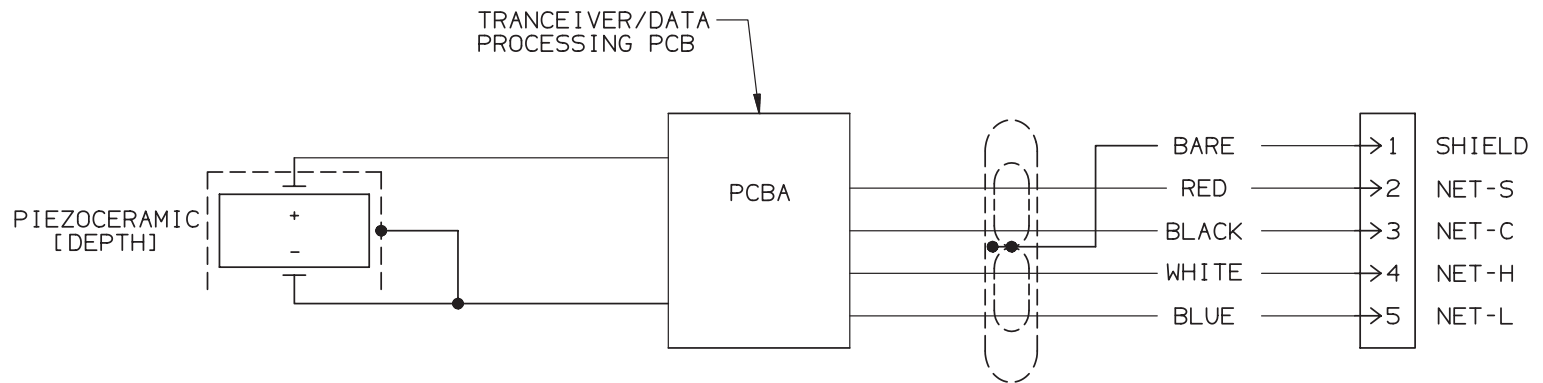 TRANCEIVER/DATA
PROCESSING PCB
PIEZOCERAMIC
[DEPTH]
+
-
PCBA
BARE 1 SHIELD
RED 2 NET-S
BLACK 3 NET-C
WHITE 4 NET-H
BLUE 5 NET-L